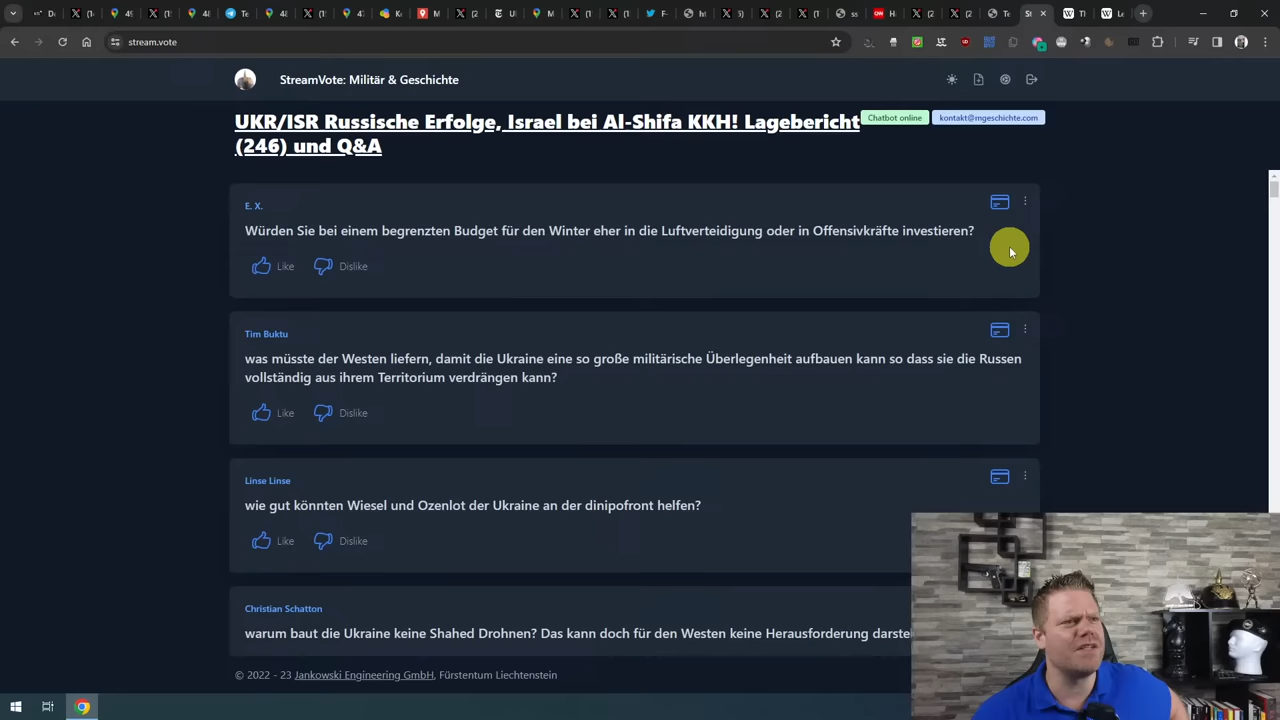 stream.vote
StreamVote: Militär & Geschichte
UKR/ISR Russische Erfolge, Israel bei Al-Shifa KKH! Lagebericht
(246) und Q&A
Chatbot online
kontakt@mgeschichte.com
E. X.
Würden Sie bei einem begrenzten Budget für den Winter eher in die Luftverteidigung oder in Offensivkräfte investieren?
Like Dislike
Tim Buktu
was müsste der Westen liefern, damit die Ukraine eine so große militärische Überlegenheit aufbauen kann so dass sie die Russen
vollständig aus ihrem Territorium verdrängen kann?
Like Dislike
Linse Linse
wie gut könnten Wiesel und Ozenlot der Ukraine an der dinipofront helfen?
Like Dislike
Christian Schatton
warum baut die Ukraine keine Shahed Drohnen? Das kann doch für den Westen keine Herausforderung darstei
© 2022 - 23 Jankowski Engineering GmbH, Fürstentum Liechtenstein